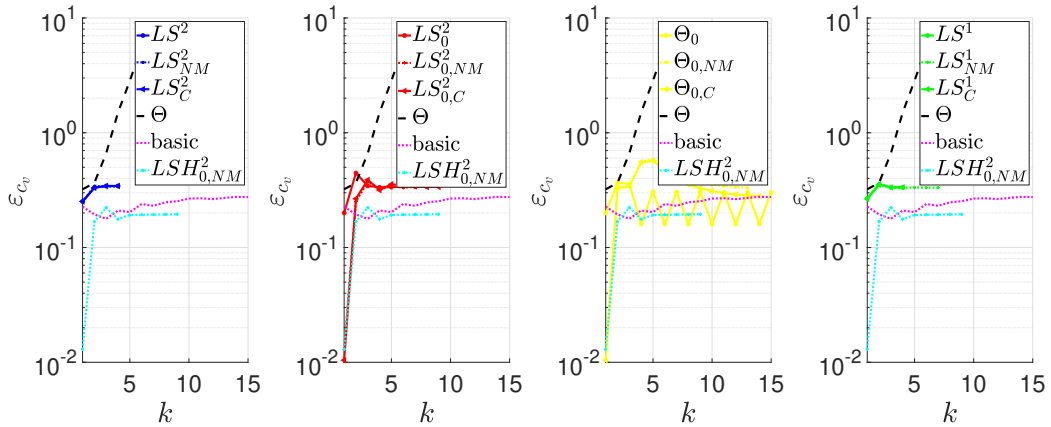 10^1
10^0
10^{-1}
10^{-2}
ε_{c_v}
5
10
15
k
LS^2
LS^2_{NM}
LS^2_C
Θ
basic
LSH^2_{0,NM}
10^1
10^0
10^{-1}
10^{-2}
ε_{c_v}
5
10
15
k
LS^2_0
LS^2_{0,NM}
LS^2_{0,C}
Θ
basic
LSH^2_{0,NM}
10^1
10^0
10^{-1}
10^{-2}
ε_{c_v}
5
10
15
k
Θ_0
Θ_{0,NM}
Θ_{0,C}
Θ
basic
LSH^2_{0,NM}
10^1
10^0
10^{-1}
10^{-2}
ε_{c_v}
5
10
15
k
LS^1
LS^1_{NM}
LS^1_C
Θ
basic
LSH^2_{0,NM}